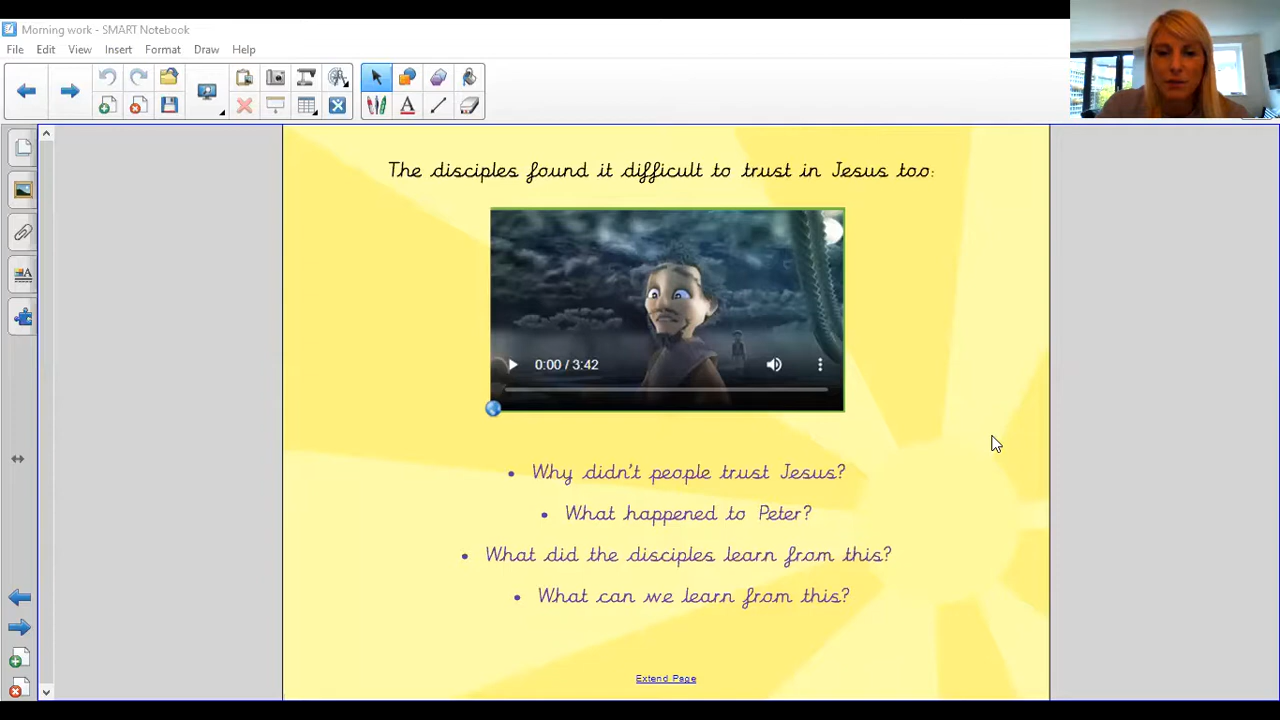 Morning work - SMART Notebook
File Edit View Insert Format Draw Help
The disciples found it difficult to trust in Jesus too:
0:00 / 3:42
• Why didn't people trust Jesus?
• What happened to Peter?
• What did the disciples learn from this?
• What can we learn from this?
Extend Page